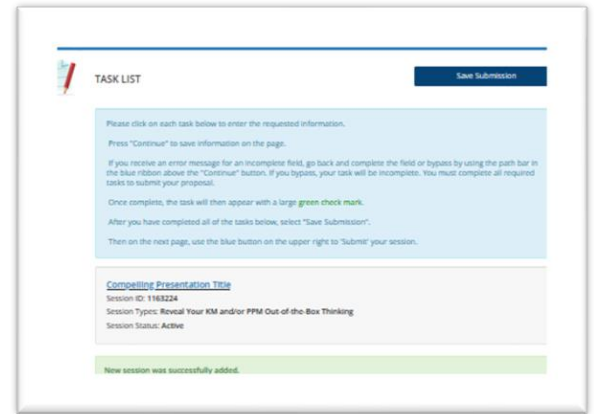 TASK LIST
Save Submission
Please click on each task below to enter the requested information.
Press "Continue" to save information on the page.
If you receive an error message for an incomplete field, go back and complete the field or bypass by using the path bar in
the blue ribbon above the "Continue" button. If you bypass, your task will be incomplete. You must complete all required
tasks to submit your proposal.
Once complete, the task will then appear with a large green check mark.
After you have completed all of the tasks below, select "Save Submission".
Then on the next page, use the blue button on the upper right to 'Submit' your session.
Compelling Presentation Title
Session ID: 1163224
Session Types: Reveal Your KM and/or PPM Out-of-the-Box Thinking
Session Status: Active
New session was successfully added.